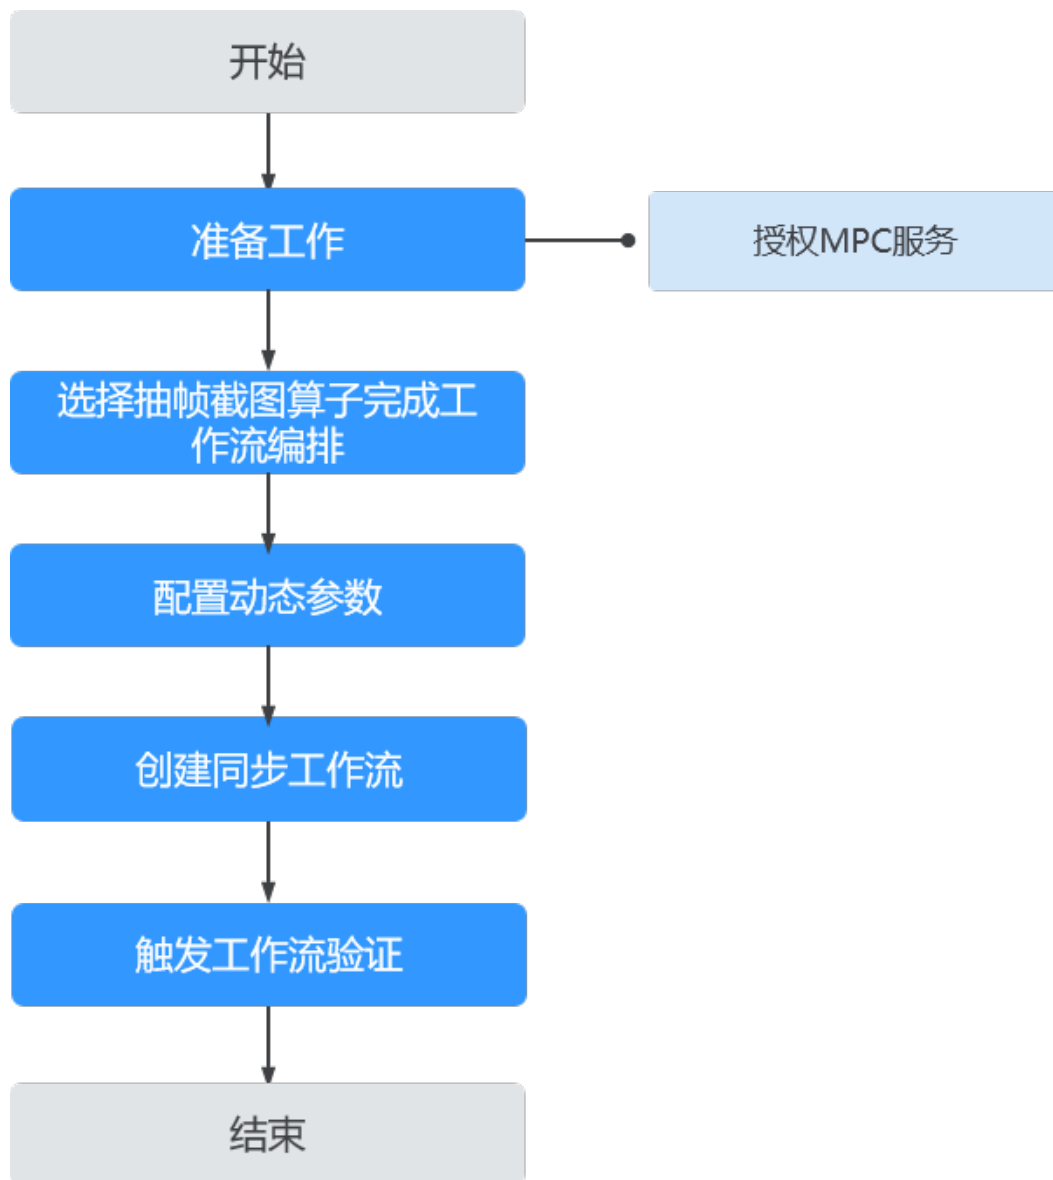 开始
准备工作
授权MPC服务
选择抽帧截图算子完成工
作流编排
配置动态参数
创建同步工作流
触发工作流验证
结束